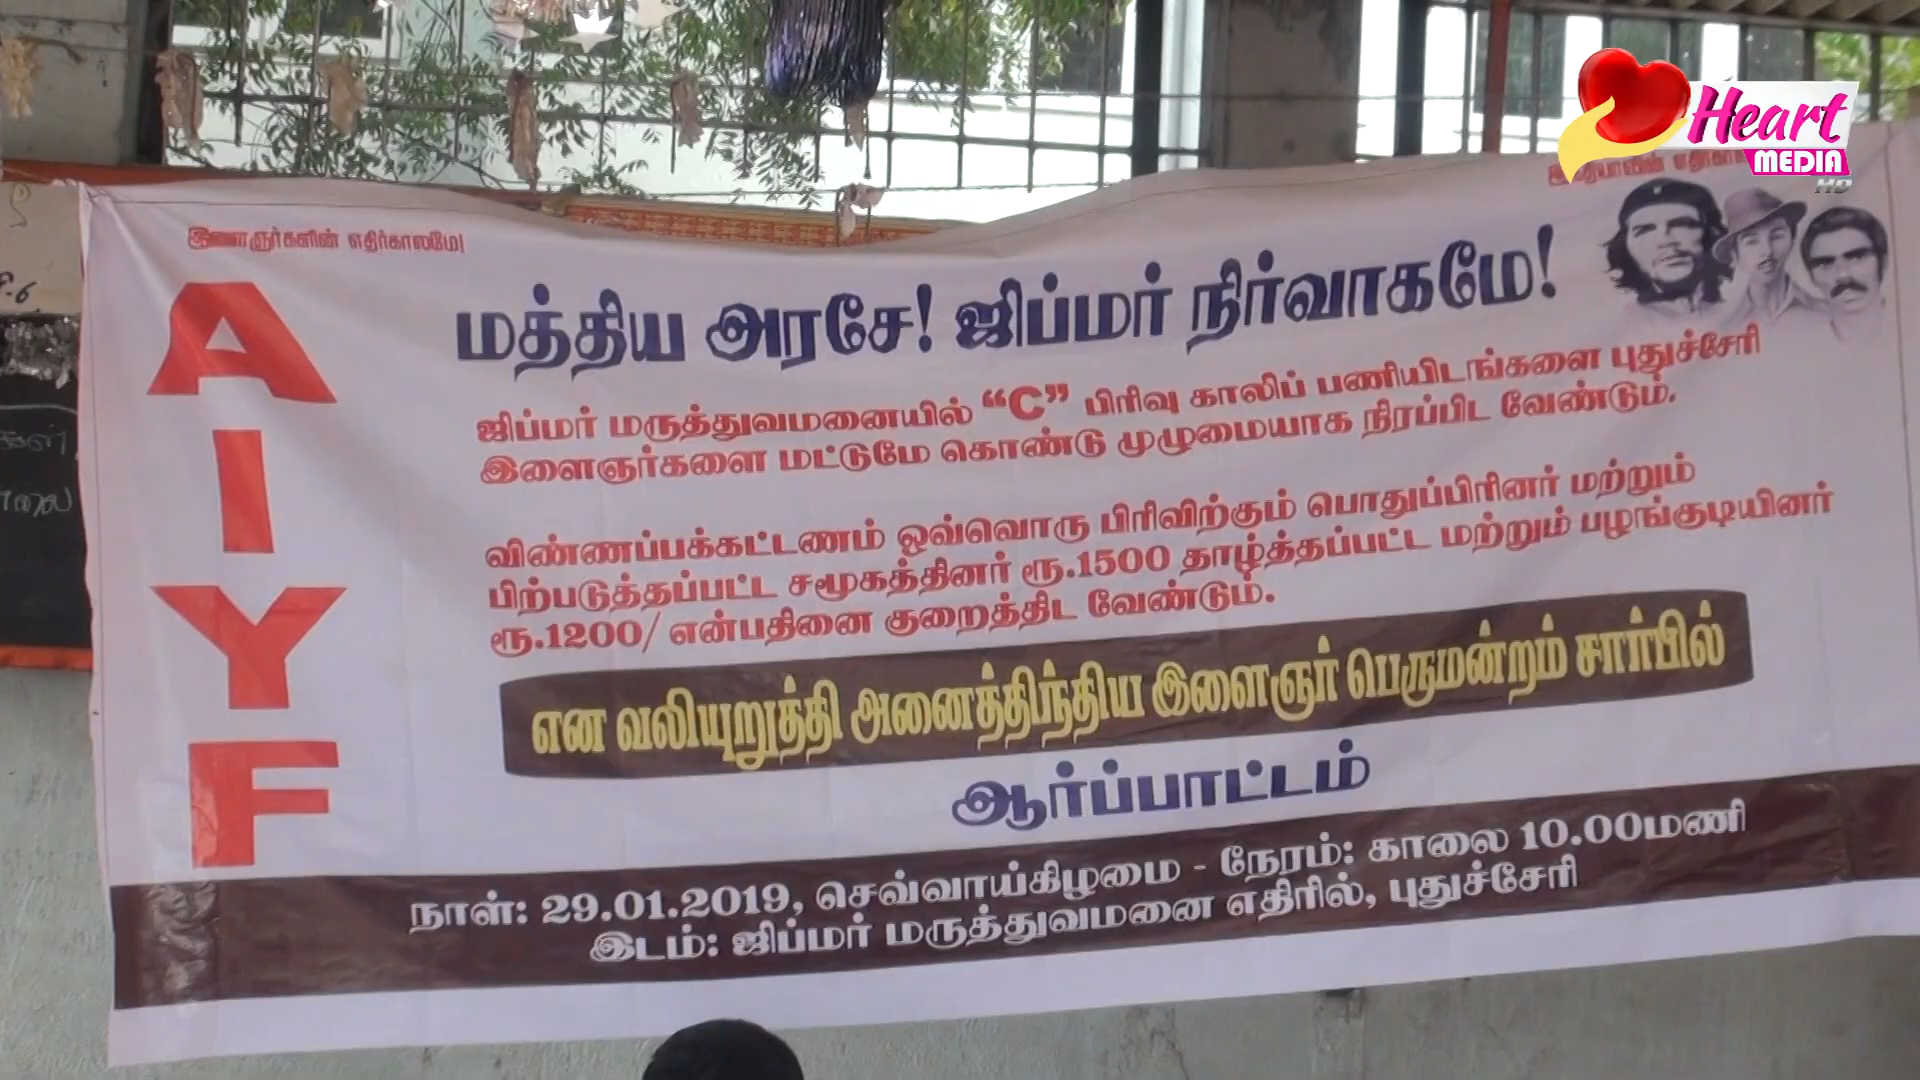 Heart
MEDIA
HD
இளைஞர்களின் எதிர்காலமே!
AIYF
மத்திய அரசே! ஜிப்மர் நிர்வாகமே!
ஜிப்மர் மருத்துவமனையில் “C” பிரிவு காலிப் பணியிடங்களை புதுச்சேரி
இளைஞர்களை மட்டுமே கொண்டு முழுமையாக நிரப்பிட வேண்டும்.
விண்ணப்பக்கட்டணம் ஒவ்வொரு பிரிவிற்கும் பொதுப்பிரினர் மற்றும்
பிற்படுத்தப்பட்ட சமூகத்தினர் ரூ.1500 தாழ்த்தப்பட்ட மற்றும் பழங்குடியினர்
ரூ.1200/ என்பதினை குறைத்திட வேண்டும்.
என வலியுறுத்தி அனைத்திந்திய இளைஞர் பெருமன்றம் சார்பில்
ஆர்ப்பாட்டம்
நாள்: 29.01.2019, செவ்வாய்கிழமை - நேரம்: காலை 10.00மணி
இடம்: ஜிப்மர் மருத்துவமனை எதிரில், புதுச்சேரி